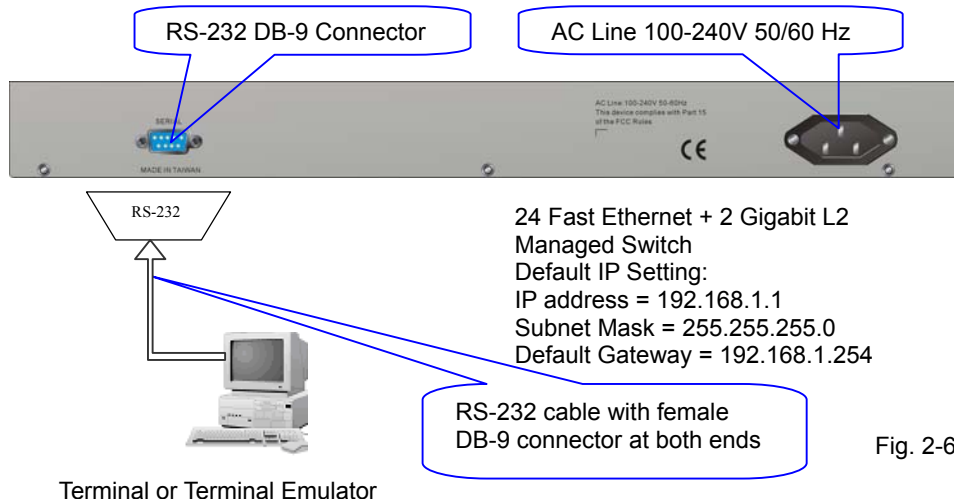 RS-232 DB-9 Connector
AC Line 100-240V 50/60 Hz
SERIAL
MADE IN TAIWAN
AC Line:100-240V 50-60Hz
This device complies with Part 15
of the FCC Rules
CE
RS-232
24 Fast Ethernet + 2 Gigabit L2
Managed Switch
Default IP Setting:
IP address = 192.168.1.1
Subnet Mask = 255.255.255.0
Default Gateway = 192.168.1.254
RS-232 cable with female
DB-9 connector at both ends
Fig. 2-6
Terminal or Terminal Emulator